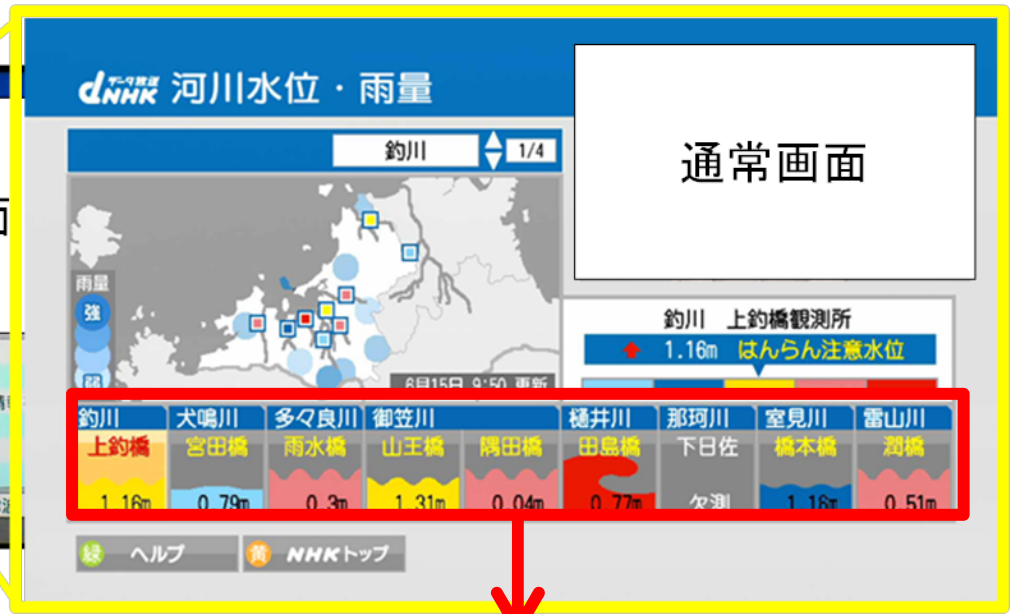 データ放送
dNHK 河川水位・雨量
通常画面
釣川 1/4
雨量
強
弱
6月15日 9:50 更新
釣川 上釣橋観測所
1.16m はんらん注意水位
釣川 犬鳴川 多々良川 御笠川 樋井川 那珂川 室見川 雷山川
上釣橋 宮田橋 雨水橋 山王橋 隅田橋 田島橋 下日佐 橋本橋 潤橋
1.16m 0.79m 0.3m 1.31m 0.04m 0.77m 欠測 1.16m 0.51m
緑 ヘルプ 黄 NHKトップ